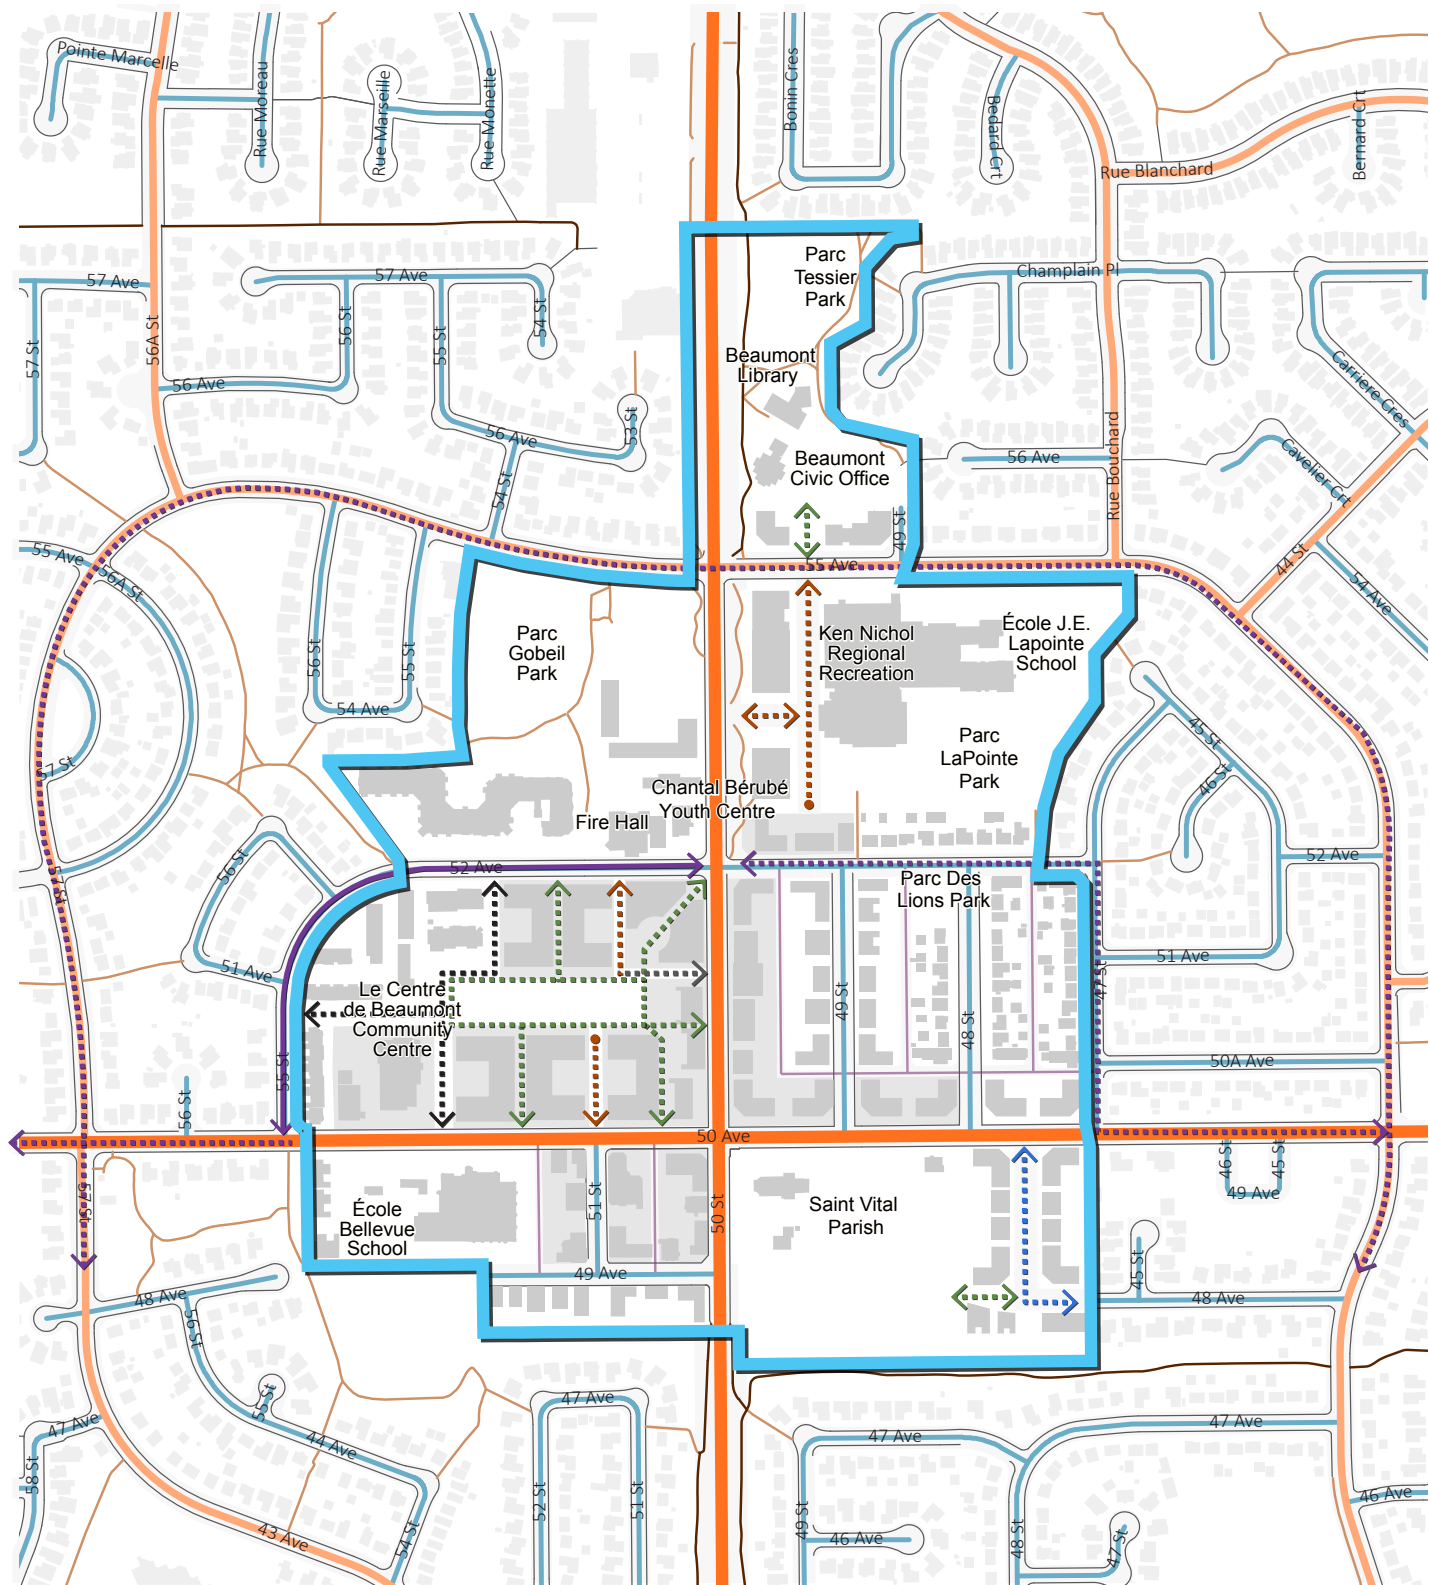 Pointe Marcelle
Rue Moreau
Rue Marseille
Rue Monette
Bonin Cres
Bedard Crt
Rue Blanchard
Bernard Crt
57 Ave
57 Ave
57 St
56A St
56 St
55 St
54 St
56 Ave
56 Ave
53 St
54 St
Parc
Tessier
Park
Champlain Pl
Beaumont
Library
Carriere Cres
Beaumont
Civic Office
56 Ave
Rue Bouchard
Cavelier Crt
49 St
55 Ave
44 St
54 Ave
55 Ave
56A St
56 St
55 St
54 Ave
57 St
Parc
Gobeil
Park
Ken Nichol
Regional
Recreation
École J.E.
Lapointe
School
Parc
LaPointe
Park
45 St
46 St
Chantal Bérubé
Youth Centre
Fire Hall
52 Ave
52 Ave
56 St
57 St
51 Ave
Parc Des
Lions Park
51 Ave
47 St
Le Centre
de Beaumont
Community
Centre
49 St
48 St
55 St
56 St
50A Ave
50 Ave
57 St
École
Bellevue
School
51 St
50 St
49 Ave
Saint Vital
Parish
46 St
45 St
49 Ave
45 St
48 Ave
48 Ave
56 St
55 St
44 Ave
47 Ave
58 St
43 Ave
54 St
47 Ave
52 St
51 St
47 Ave
47 Ave
49 St
46 Ave
48 St
47 St
46 Ave